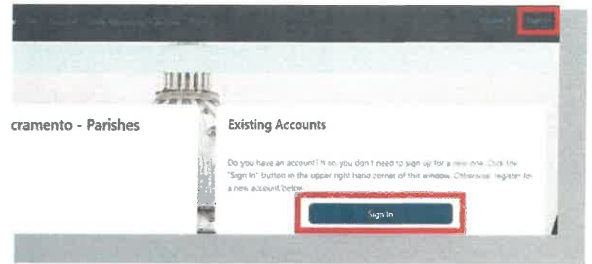 Sign In
cramento - Parishes
Existing Accounts
Do you have an account? If so, you don't need to sign up for a new one. Click the
"Sign In" button in the upper right hand corner of this window. Otherwise, register for
a new account below.
Sign In